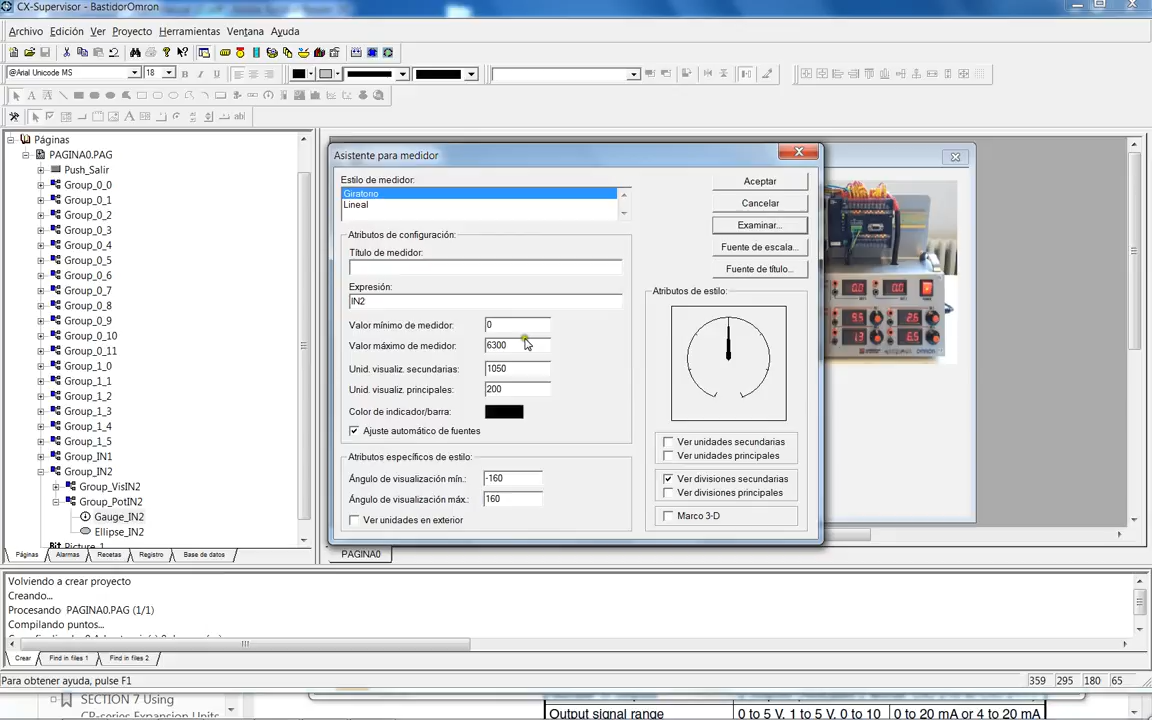 CX-Supervisor - BastidorOmron
Archivo Edición Ver Proyecto Herramientas Ventana Ayuda
@Arial Unicode MS 18
Páginas
PAGINA0.PAG
Push_Salir
Group_0_0
Group_0_1
Group_0_2
Group_0_3
Group_0_4
Group_0_5
Group_0_6
Group_0_7
Group_0_8
Group_0_9
Group_0_10
Group_0_11
Group_1_0
Group_1_1
Group_1_2
Group_1_3
Group_1_4
Group_1_5
Group_IN1
Group_IN2
Group_VisIN2
Group_PotIN2
Gauge_IN2
Ellipse_IN2
Picture_1
Páginas Alarmas Recetas Registro Base de datos
Asistente para medidor
Estilo de medidor:
Giratorio
Lineal
Atributos de configuración:
Título de medidor:
Expresión:
IN2
Valor mínimo de medidor: 0
Valor máximo de medidor: 6300
Unid. visualiz. secundarias: 1050
Unid. visualiz. principales: 200
Color de indicador/barra:
Ajuste automático de fuentes
Atributos específicos de estilo:
Ángulo de visualización mín.: -160
Ángulo de visualización máx.: 160
Ver unidades en exterior
Aceptar
Cancelar
Examinar...
Fuente de escala...
Fuente de título...
Atributos de estilo:
Ver unidades secundarias
Ver unidades principales
Ver divisiones secundarias
Ver divisiones principales
Marco 3-D
PAGINA0
Volviendo a crear proyecto
Creando...
Procesando PAGINA0.PAG (1/1)
Compilando puntos...
Crear Find in files 1 Find in files 2
Para obtener ayuda, pulse F1
359 295 180 65
SECTION 7 Using
CP-series Expansion Units
Output signal range
0 to 5 V, 1 to 5 V, 0 to 10
0 to 20 mA or 4 to 20 mA